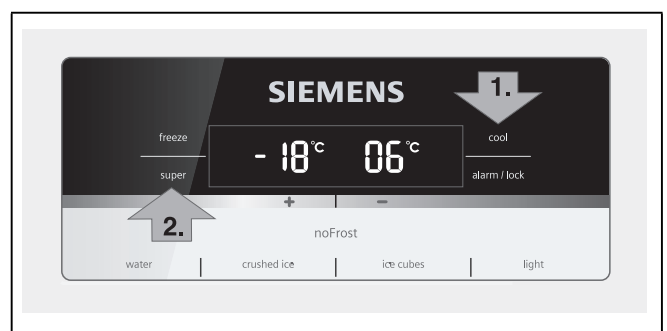 SIEMENS
1.
freeze
cool
- 18°C 06°C
super
alarm / lock
+ -
2.
noFrost
water crushed ice ice cubes light